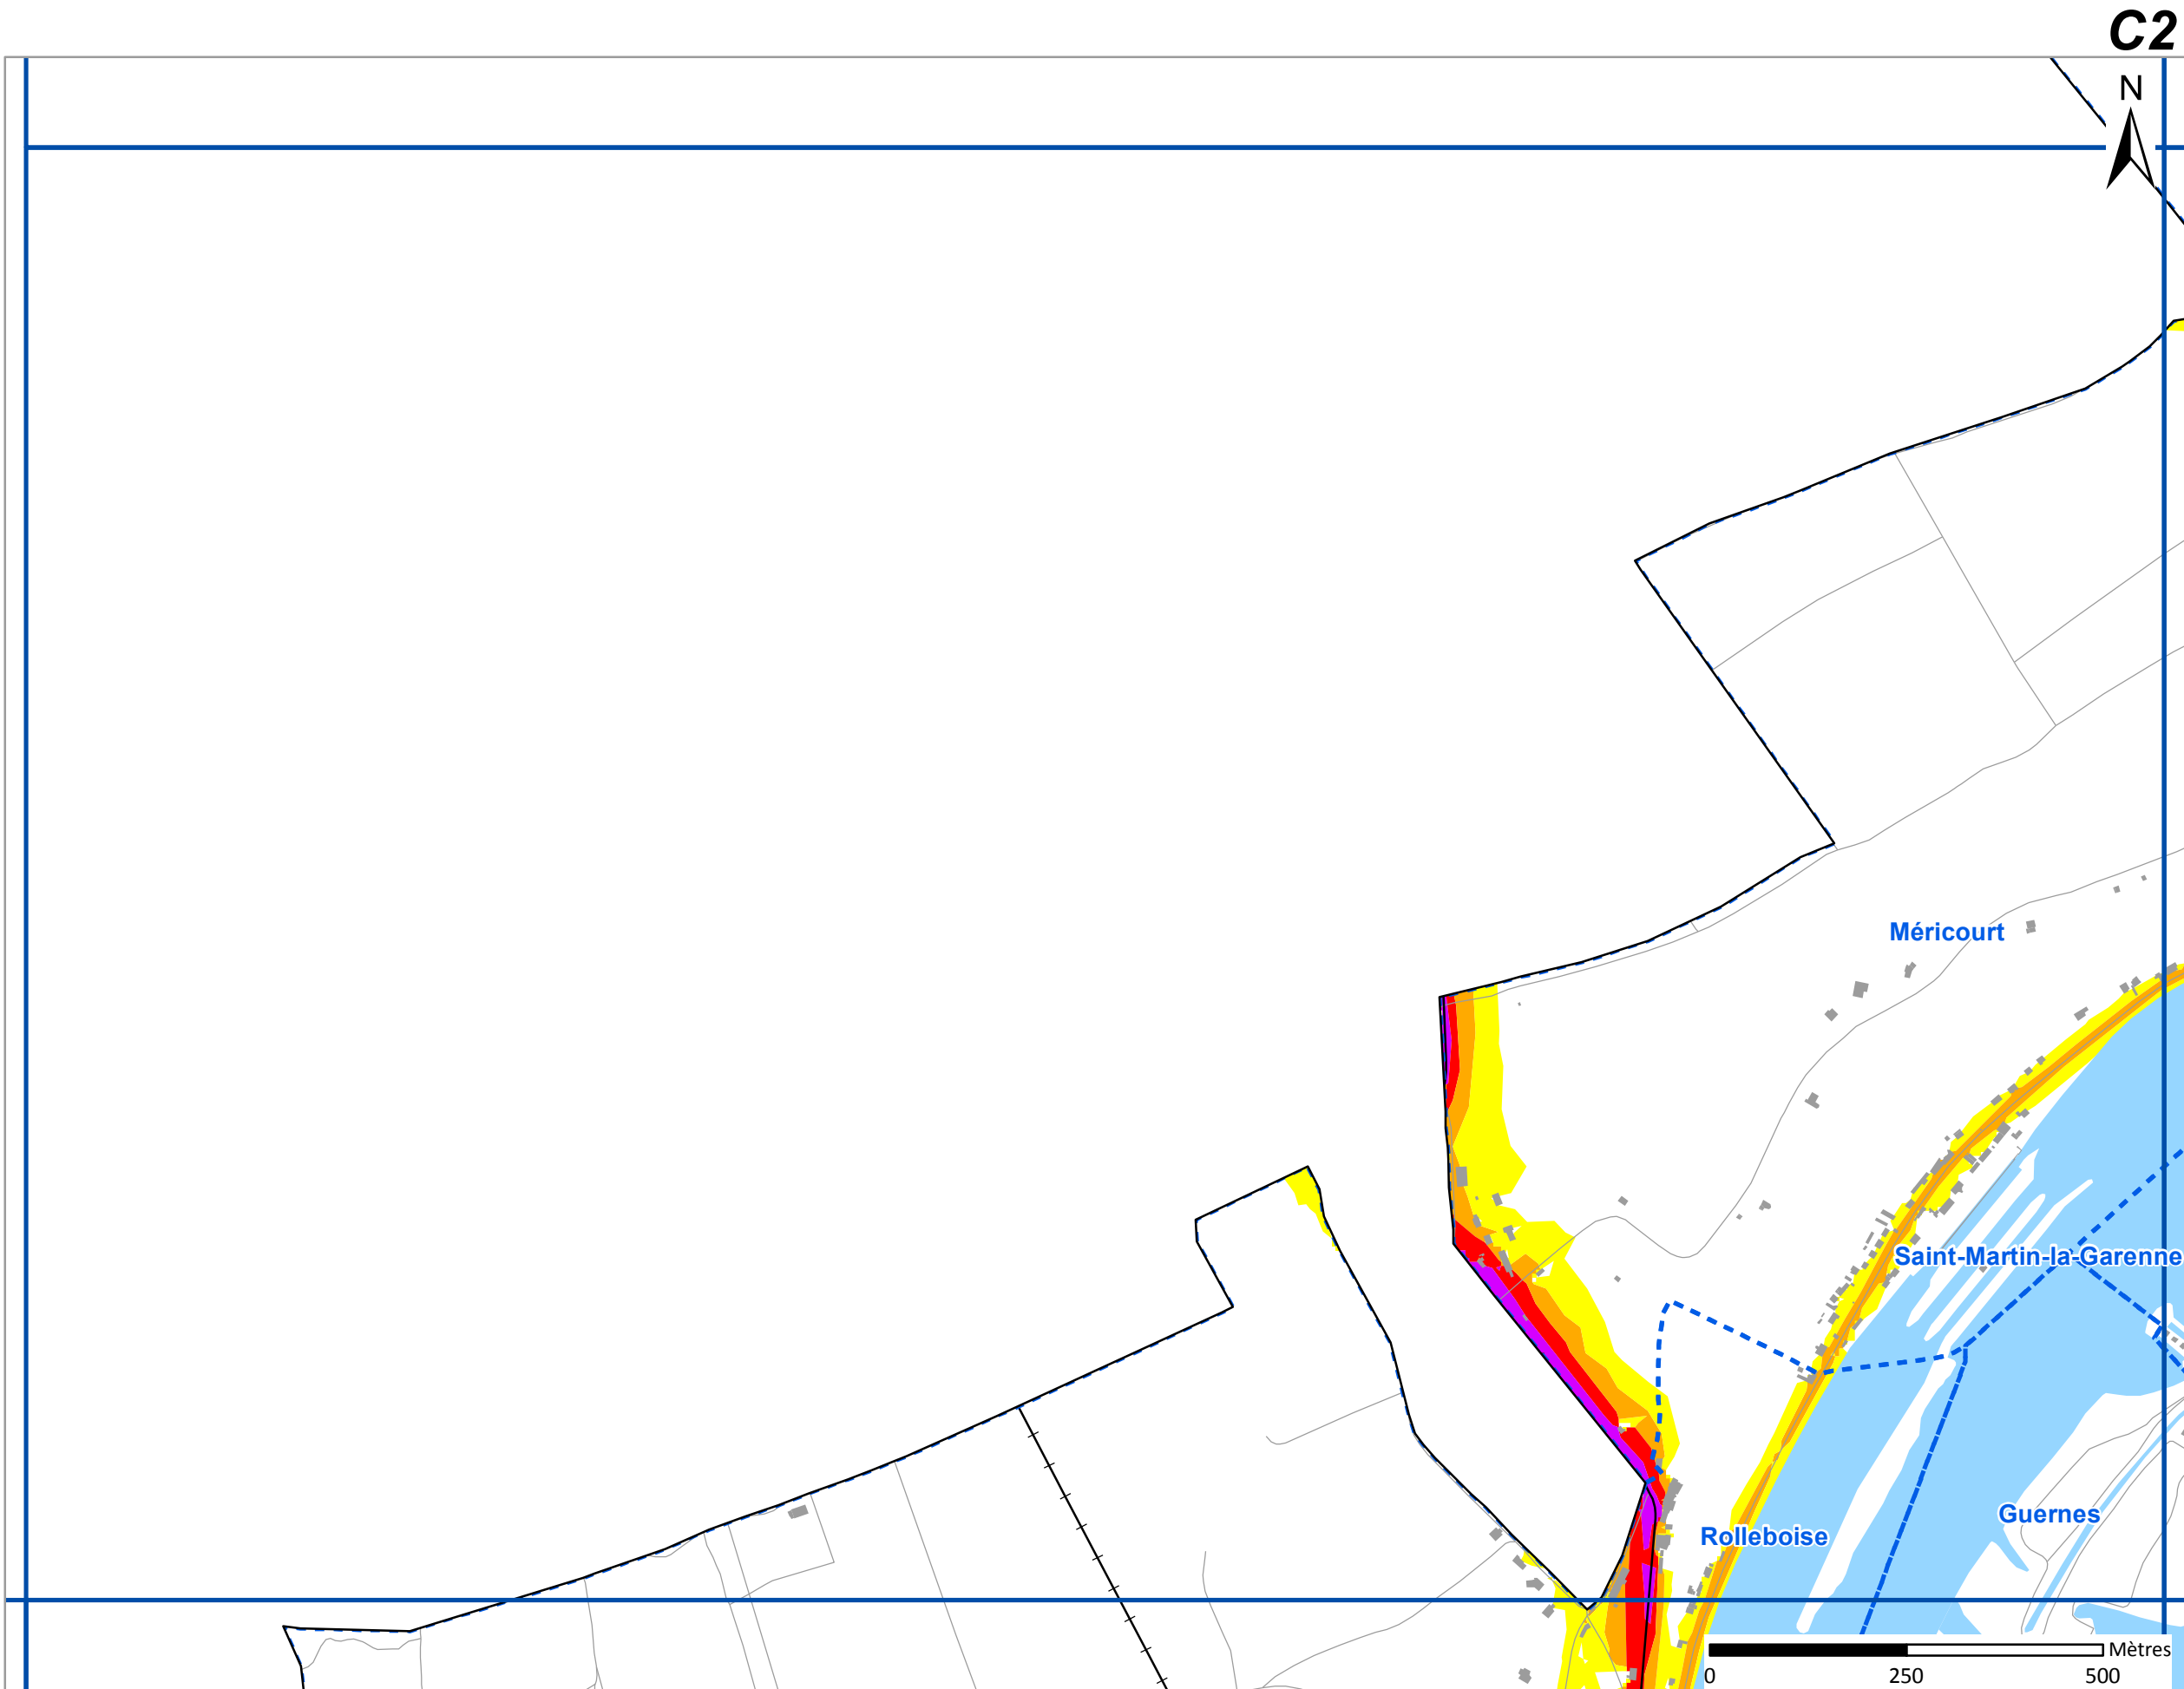 C2
N
Méricourt
Saint-Martin-la-Garenne
Guernes
Rolleboise
Mètres
0 250 500